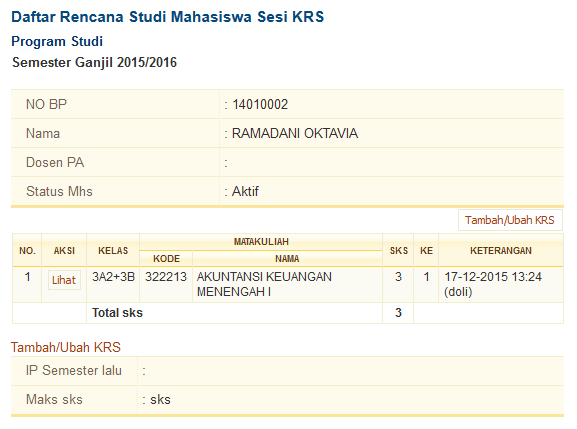 Daftar Rencana Studi Mahasiswa Sesi KRS
Program Studi
Semester Ganjil 2015/2016
NO BP : 14010002
Nama : RAMADANI OKTAVIA
Dosen PA :
Status Mhs : Aktif
Tambah/Ubah KRS
NO. AKSI KELAS MATAKULIAH SKS KE KETERANGAN
KODE NAMA
1 Lihat 3A2+3B 322213 AKUNTANSI KEUANGAN 3 1 17-12-2015 13:24
MENENGAH I (doli)
Total sks 3
Tambah/Ubah KRS
IP Semester lalu :
Maks sks : sks